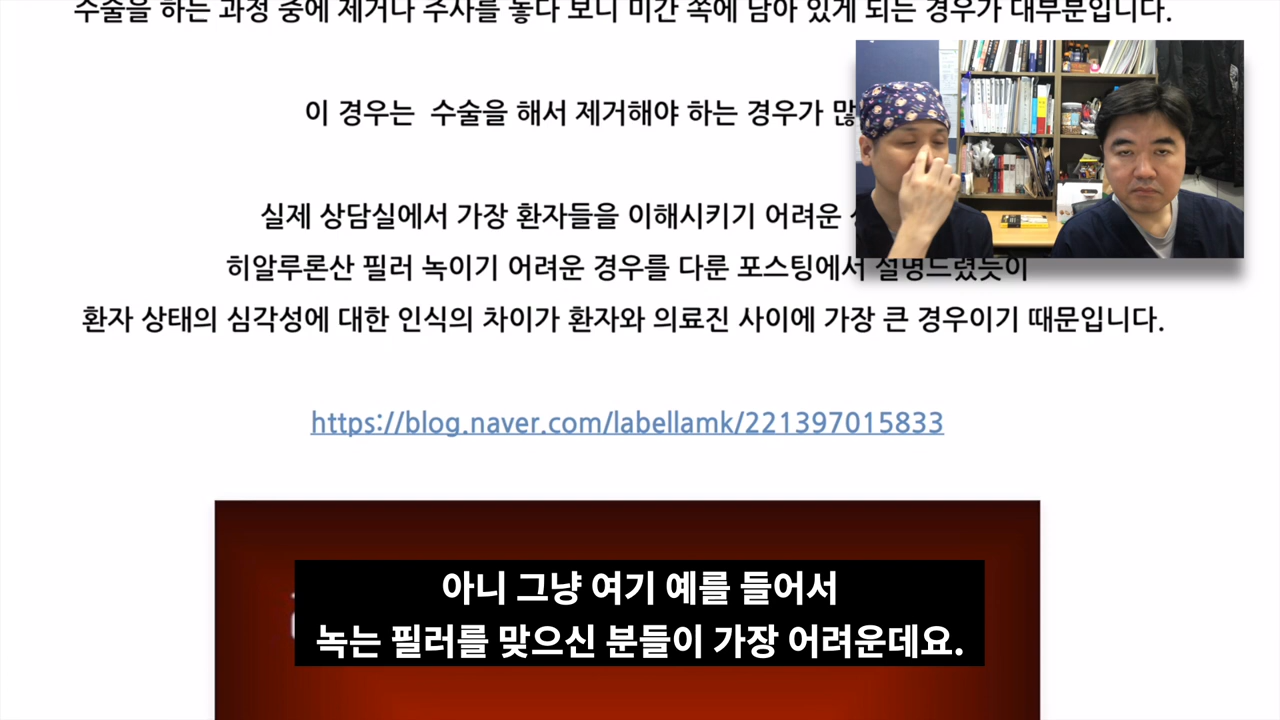 수술을 하는 과정 중에 제거나 주사를 놓다 보니 미간 쪽에 남아 있게 되는 경우가 대부분입니다.
이 경우는 수술을 해서 제거해야 하는 경우가 많
실제 상담실에서 가장 환자들을 이해시키기 어려운
히알루론산 필러 녹이기 어려운 경우를 다룬 포스팅에서 설명드렸듯이
환자 상태의 심각성에 대한 인식의 차이가 환자와 의료진 사이에 가장 큰 경우이기 때문입니다.
https://blog.naver.com/labellamk/221397015833
아니 그냥 여기 예를 들어서
녹는 필러를 맞으신 분들이 가장 어려운데요.